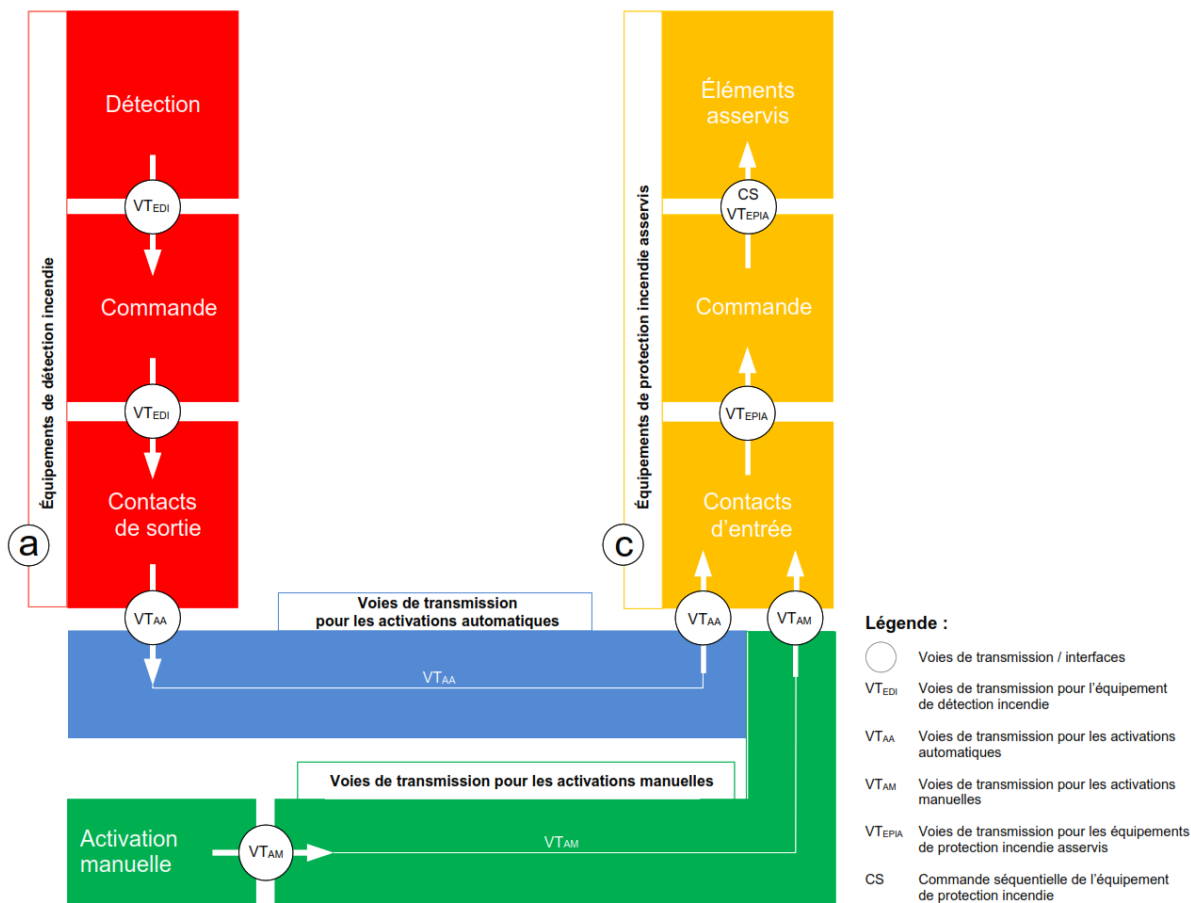 Équipements de détection incendie
a
Détection
VTEDI
Commande
VTEDI
Contacts
de sortie
VTAA
Équipements de protection incendie asservis
c
Éléments
asservis
CS
VTEPIA
Commande
VTEPIA
Contacts
d'entrée
VTAA
VTAM
Voies de transmission
pour les activations automatiques
VTAA
Voies de transmission pour les activations manuelles
Activation
manuelle
VTAM
VTAM
Légende :
Voies de transmission / interfaces
VTEDI Voies de transmission pour l'équipement
de détection incendie
VTAA Voies de transmission pour les activations
automatiques
VTAM Voies de transmission pour les activations
manuelles
VTEPIA Voies de transmission pour les équipements
de protection incendie asservis
CS Commande séquentielle de l'équipement
de protection incendie